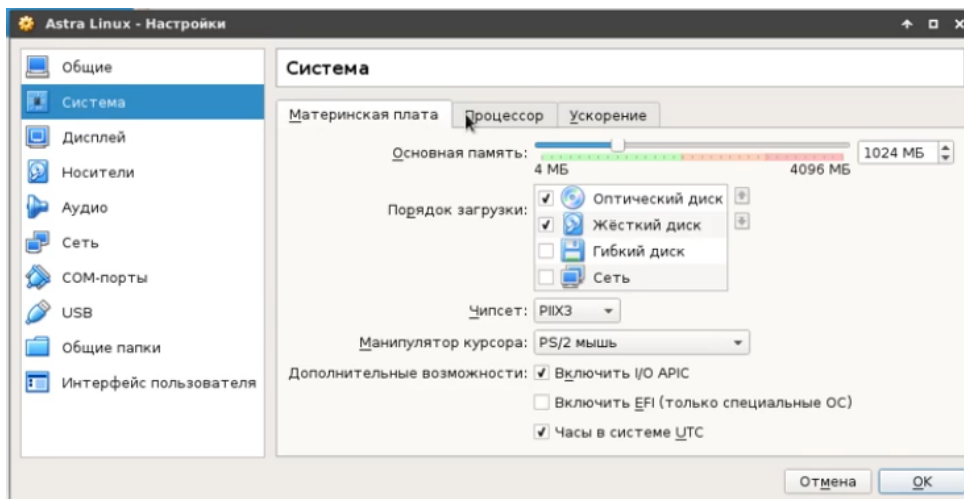 Astra Linux - Настройки
Общие
Система
Дисплей
Носители
Аудио
Сеть
COM-порты
USB
Общие папки
Интерфейс пользователя
Система
Материнская плата Процессор Ускорение
Основная память: 1024 МБ
4 МБ 4096 МБ
Порядок загрузки: Оптический диск
Жёсткий диск
Гибкий диск
Сеть
Чипсет: PIIX3
Манипулятор курсора: PS/2 мышь
Дополнительные возможности: Включить I/O APIC
Включить EFI (только специальные ОС)
Часы в системе UTC
Отмена OK